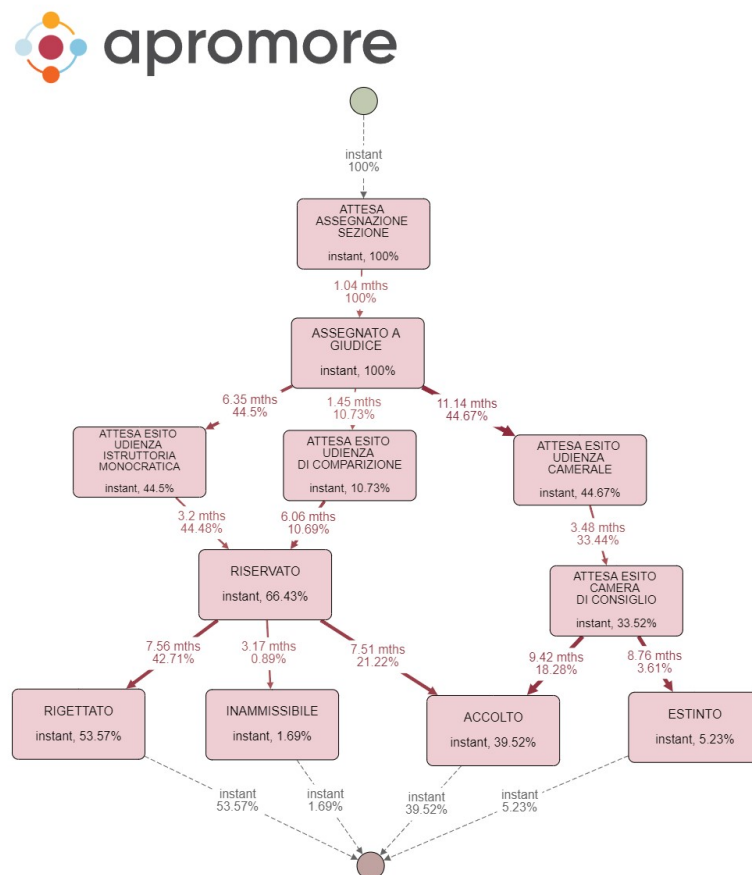 apromore
instant
100%
ATTESA
ASSEGNAZIONE
SEZIONE
instant, 100%
1.04 mths
100%
ASSEGNATO A
GIUDICE
instant, 100%
6.35 mths
44.5%
1.45 mths
10.73%
11.14 mths
44.67%
ATTESA ESITO
UDIENZA
ISTRUTTORIA
MONOCRATICA
instant, 44.5%
ATTESA ESITO
UDIENZA
DI COMPARIZIONE
instant, 10.73%
ATTESA ESITO
UDIENZA
CAMERALE
instant, 44.67%
3.2 mths
44.48%
6.06 mths
10.69%
3.48 mths
33.44%
RISERVATO
instant, 66.43%
ATTESA ESITO
CAMERA
DI CONSIGLIO
instant, 33.52%
7.56 mths
42.71%
3.17 mths
0.89%
7.51 mths
21.22%
9.42 mths
18.28%
8.76 mths
3.61%
RIGETTATO
instant, 53.57%
INAMMISSIBILE
instant, 1.69%
ACCOLTO
instant, 39.52%
ESTINTO
instant, 5.23%
instant
53.57%
instant
1.69%
instant
39.52%
instant
5.23%